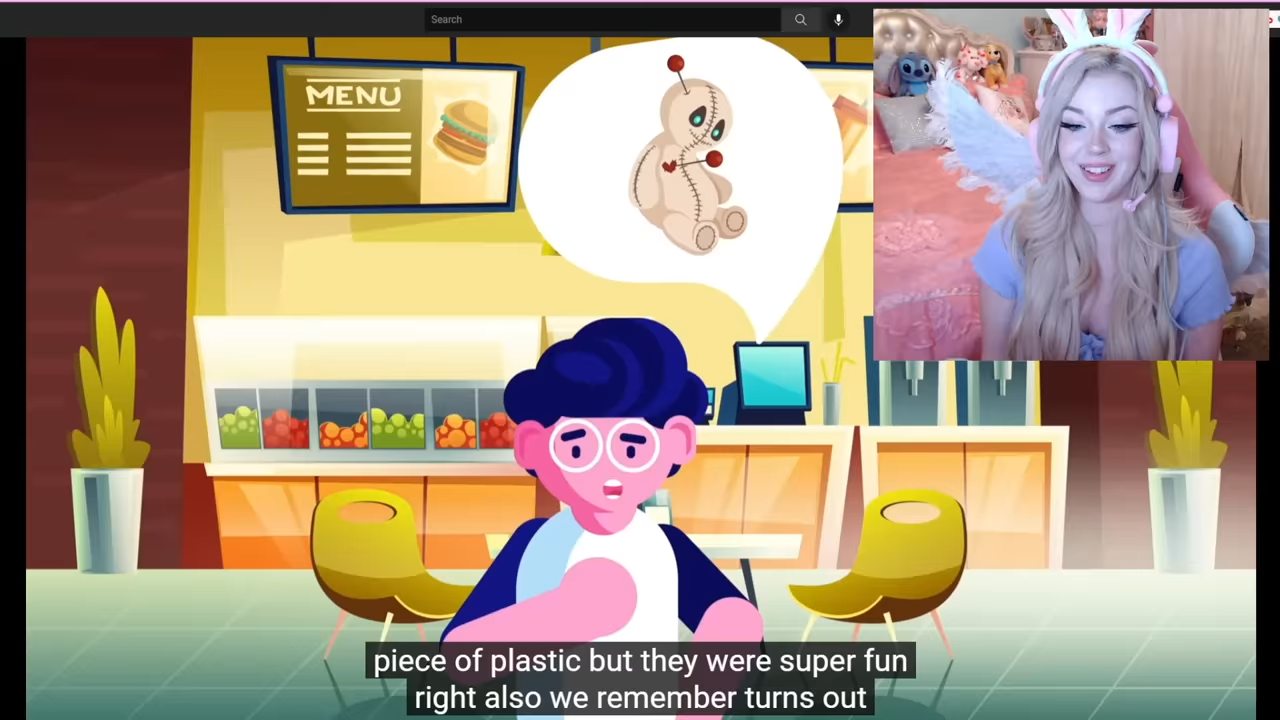 Search
MENU
piece of plastic but they were super fun
right also we remember turns out